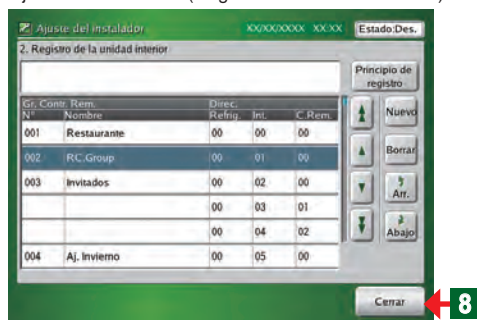 Ajuste del instalador XX/XX/XXXX XX:XX Estado:Des.
2. Registro de la unidad interior
Principio de registro
Gr. Contr. Rem. Direc.
N° Nombre Refrig. Int. C.Rem.
001 Restaurante 00 00 00
002 RC.Group 00 01 00
003 Invitados 00 02 00
00 03 01
00 04 02
004 Aj. Invierno 00 05 00
Nuevo
Borrar
Arr.
Abajo
Cerrar 8